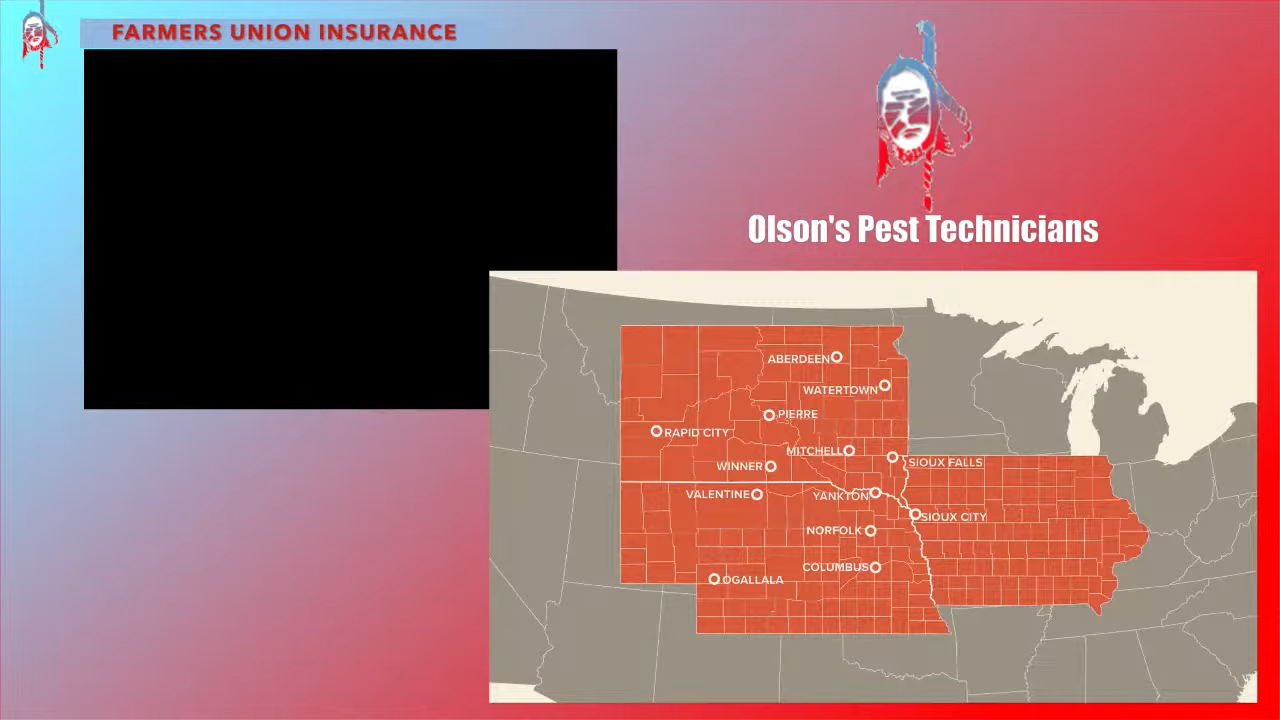 FARMERS UNION INSURANCE
Olson's Pest Technicians
ABERDEEN
WATERTOWN
PIERRE
RAPID CITY
MITCHELL
SIOUX FALLS
WINNER
VALENTINE
YANKTON
SIOUX CITY
NORFOLK
COLUMBUS
OGALLALA